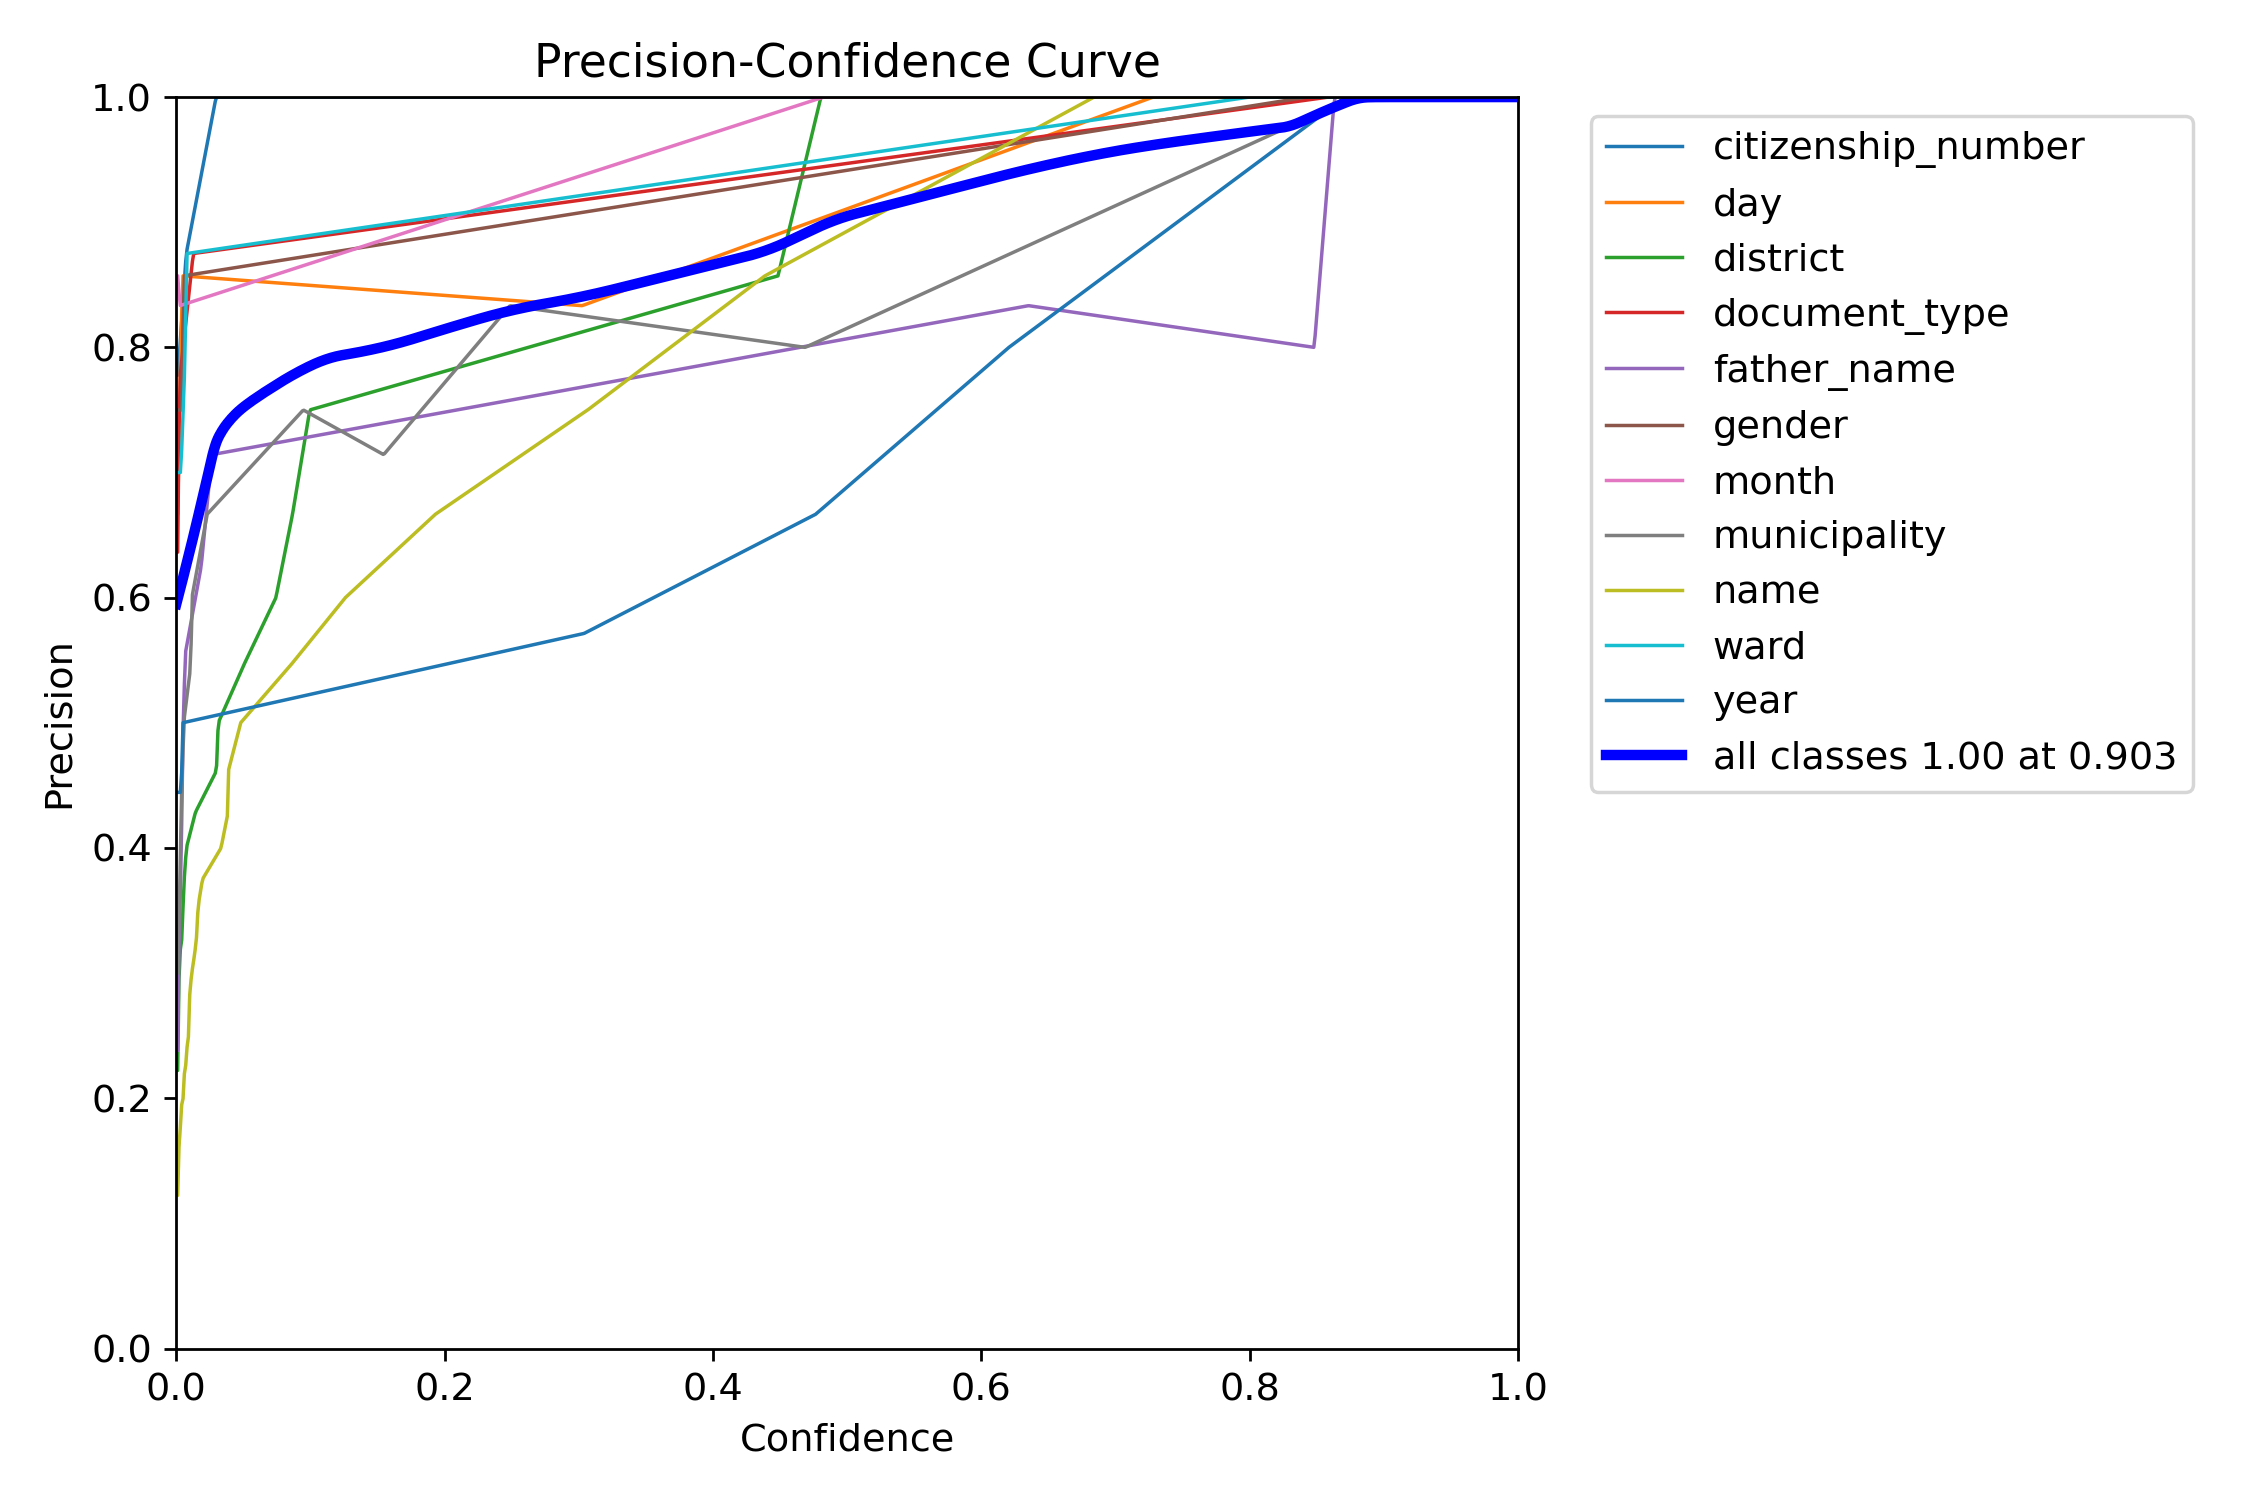 Precision-Confidence Curve
1.0
0.8
0.6
0.4
0.2
0.0
Precision
0.0 0.2 0.4 0.6 0.8 1.0
Confidence
citizenship_number
day
district
document_type
father_name
gender
month
municipality
name
ward
year
all classes 1.00 at 0.903